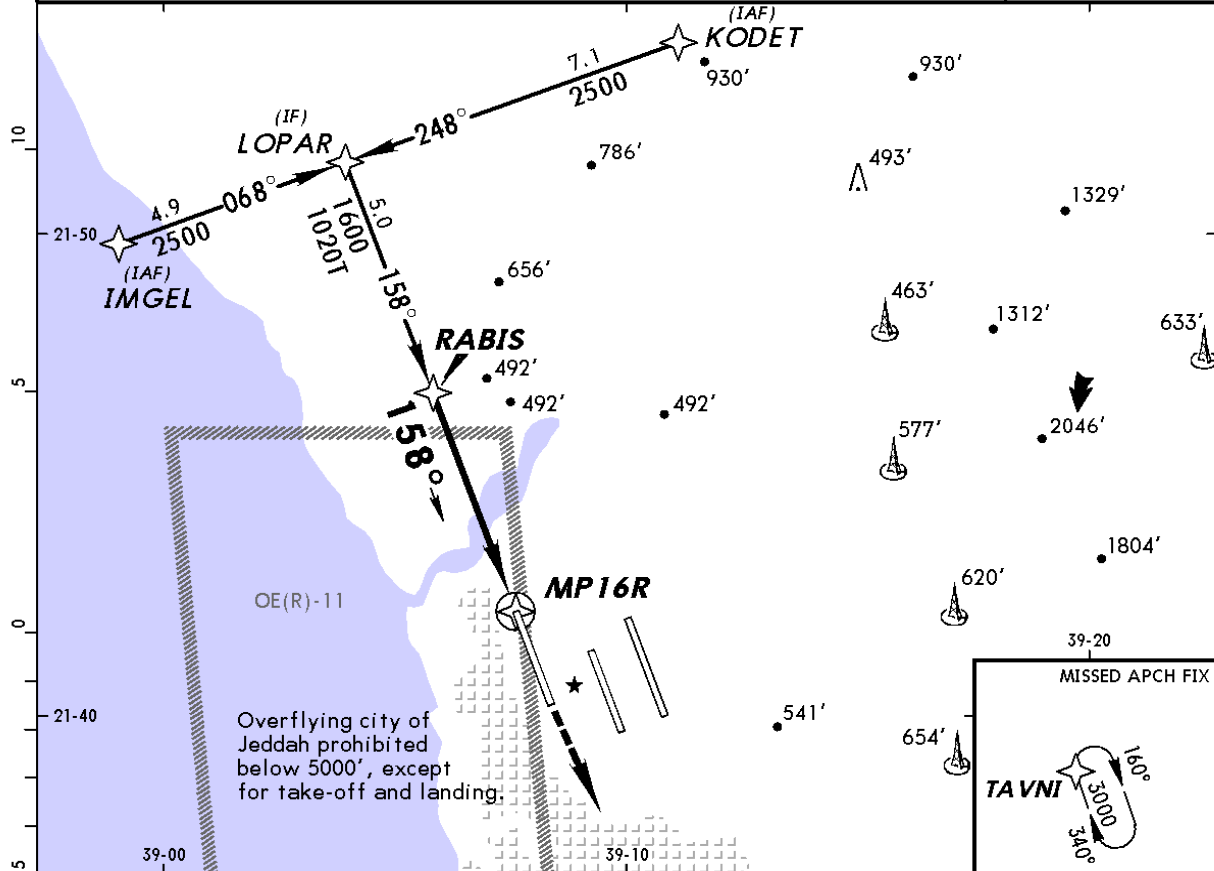 (IAF)
KODET
7.1
2500
930'
930'
(IF)
LOPAR
248°
10
786'
493'
068°
4.9
2500
5.0
1600
1020T
1329'
21-50
(IAF)
IMGEL
158°
656'
463'
1312'
633'
RABIS
492'
492'
492'
5
158°
577'
2046'
1804'
OE(R)-11
MP16R
620'
0
39-20
MISSED APCH FIX
21-40
Overflying city of
Jeddah prohibited
below 5000', except
for take-off and landing.
541'
654'
TAVNI
160°
3000
340°
39-00
39-10
5